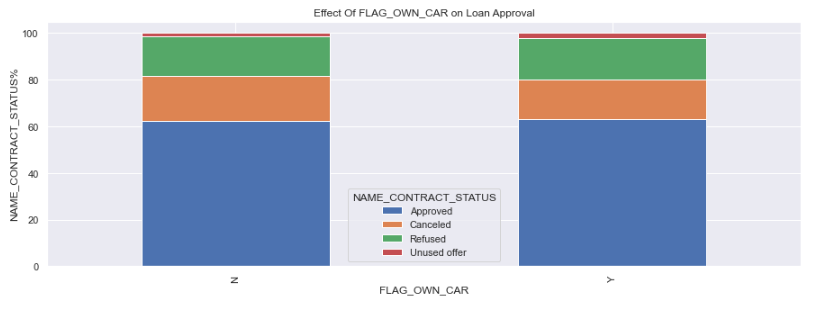 Effect Of FLAG_OWN_CAR on Loan Approval
NAME_CONTRACT_STATUS%
100
80
60
40
20
0
NAME_CONTRACT_STATUS
Approved
Canceled
Refused
Unused offer
N
Y
FLAG_OWN_CAR